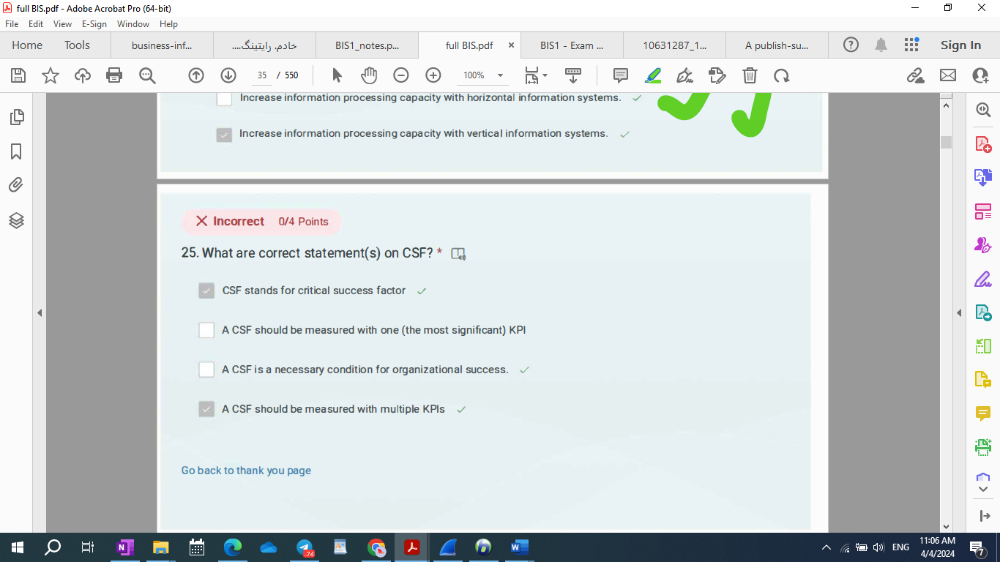 full BIS.pdf - Adobe Acrobat Pro (64-bit)
File Edit View E-Sign Window Help
Home Tools business-inf... خادم. رایتینگ.... BIS1_notes.p... full BIS.pdf BIS1 - Exam ... 10631287_1... A publish-su... Sign In
35 / 550 100%
Increase information processing capacity with horizontal information systems.
Increase information processing capacity with vertical information systems.
Incorrect 0/4 Points
25. What are correct statement(s) on CSF? *
CSF stands for critical success factor
A CSF should be measured with one (the most significant) KPI
A CSF is a necessary condition for organizational success.
A CSF should be measured with multiple KPIs
Go back to thank you page
74
ENG
11:06 AM
4/4/2024
7